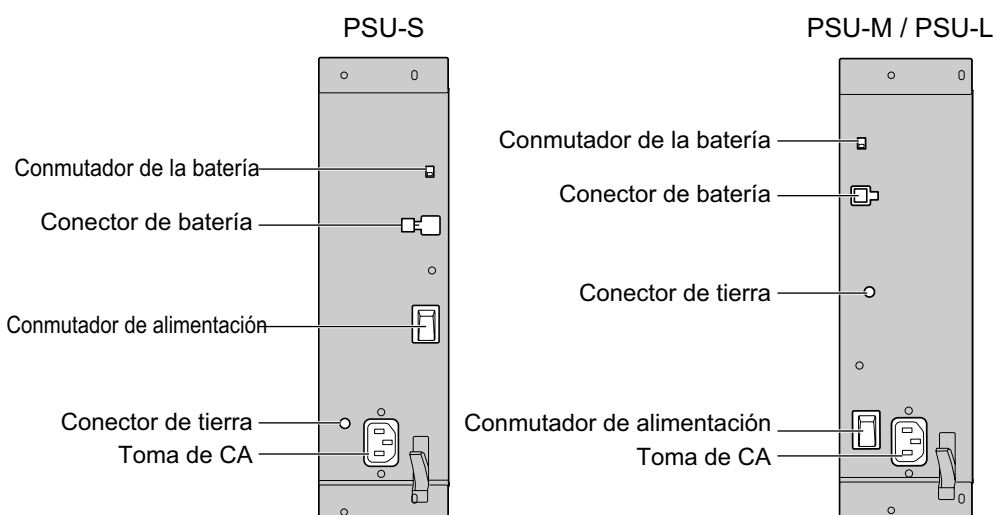 PSU-S
Conmutador de la batería
Conector de batería
Conmutador de alimentación
Conector de tierra
Toma de CA
PSU-M / PSU-L
Conmutador de la batería
Conector de batería
Conector de tierra
Conmutador de alimentación
Toma de CA